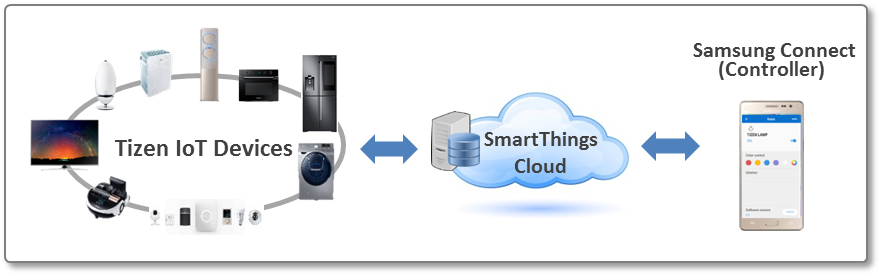 Samsung Connect
(Controller)
Tizen IoT Devices
SmartThings
Cloud
TIZEN LAMP
Color control
Dimmer
Software version